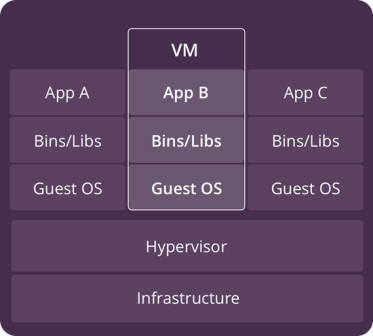 VM
App A App B App C
Bins/Libs Bins/Libs Bins/Libs
Guest OS Guest OS Guest OS
Hypervisor
Infrastructure